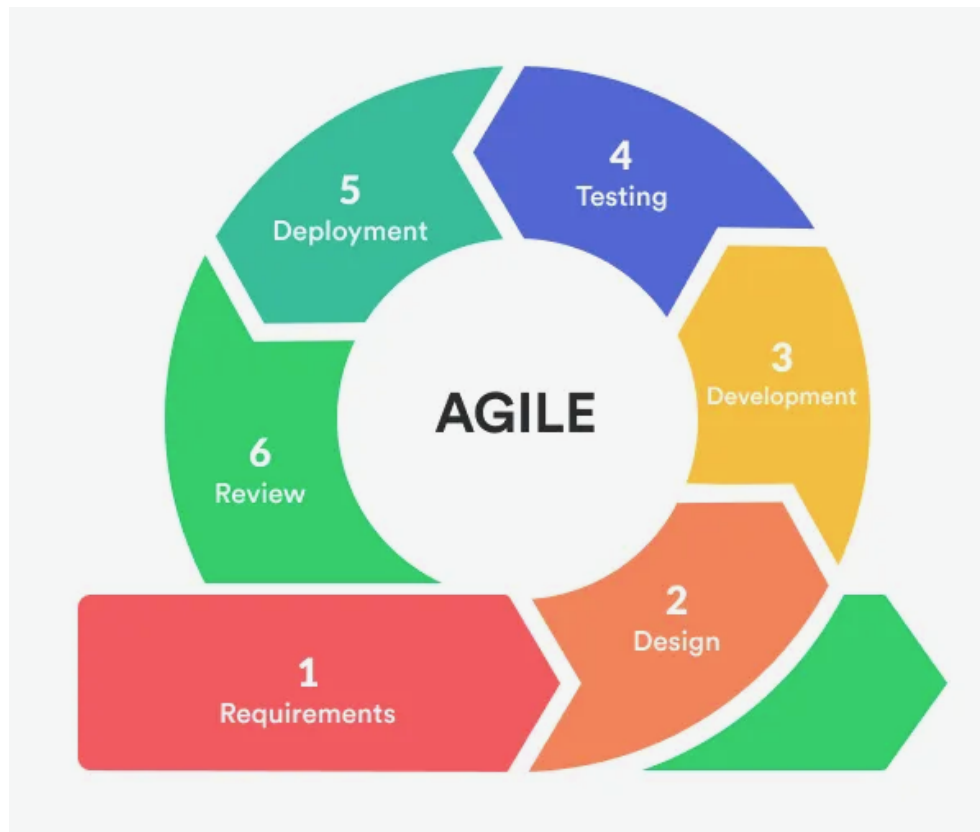 AGILE
1
Requirements
2
Design
3
Development
4
Testing
5
Deployment
6
Review